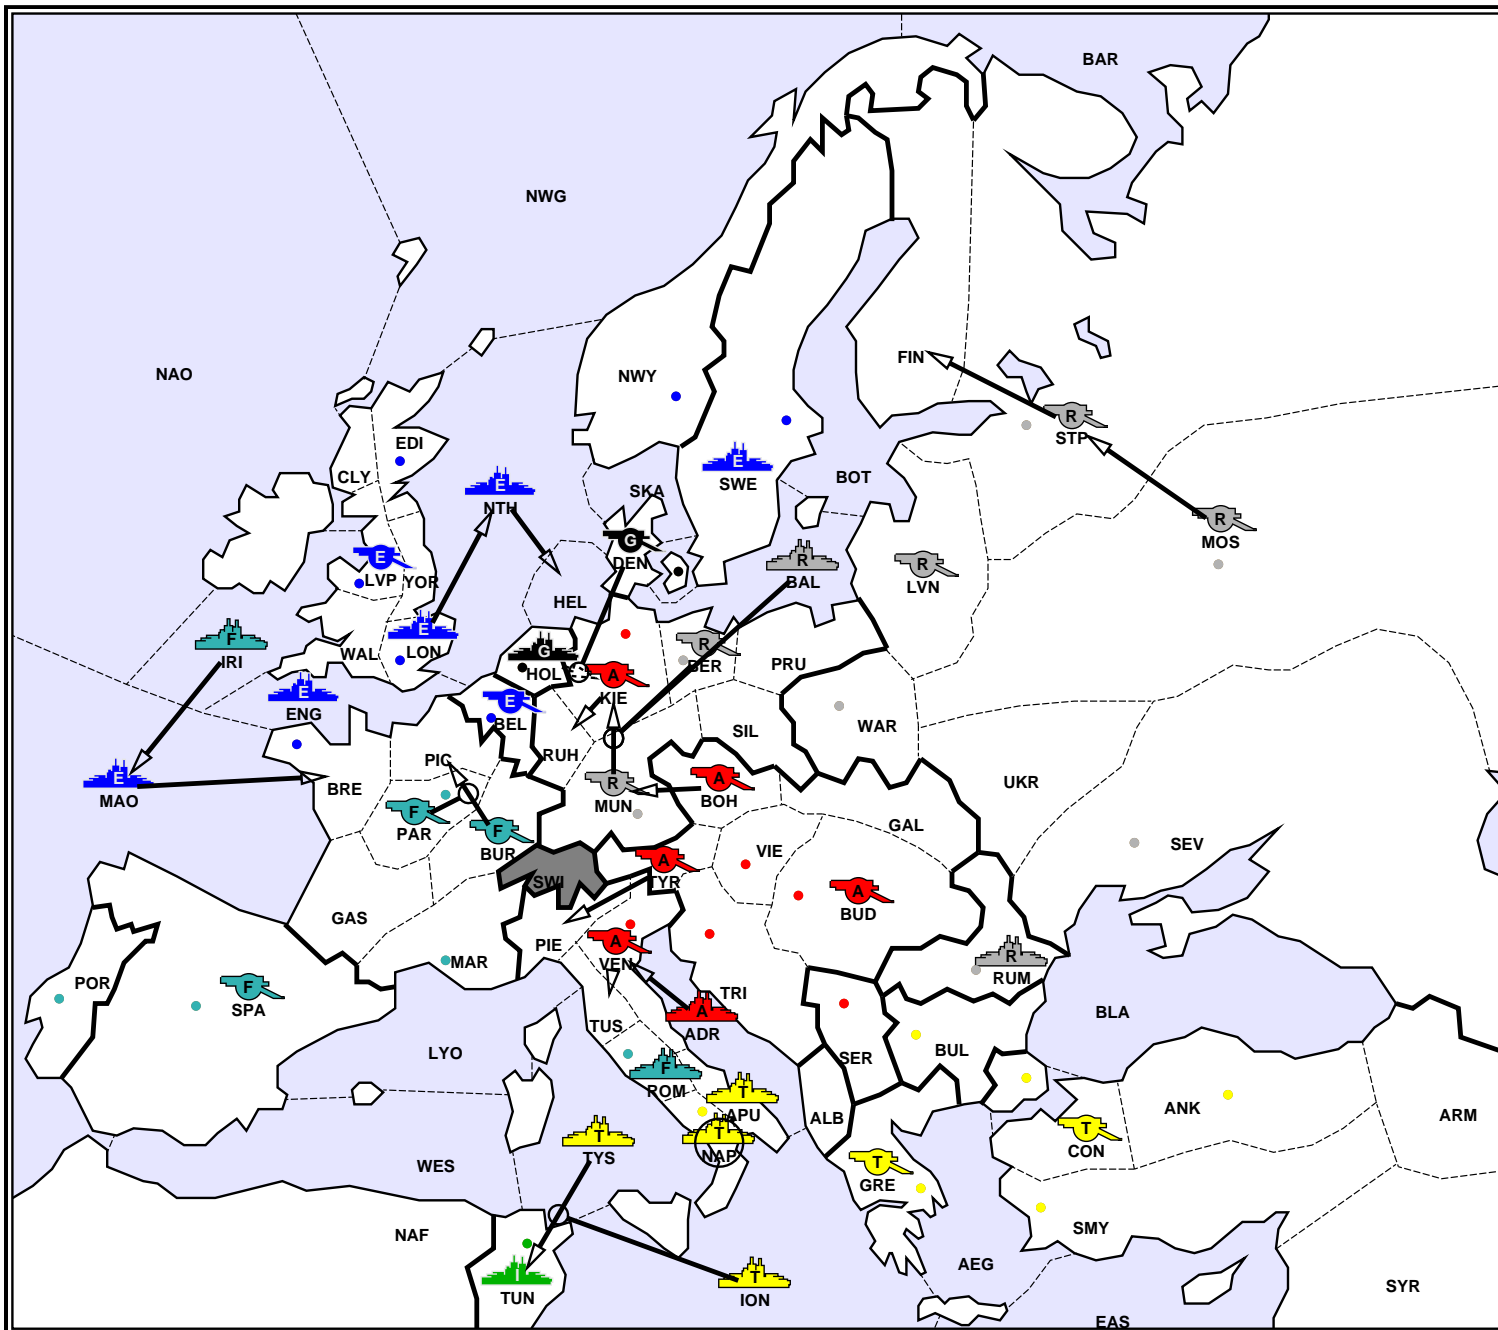 BAR
NWG
NAO
FIN
NWY
R
STP
EDI
CLY
E
SWE
BOT
E
NTH
SKA
R
MOS
G
DEN
E
LVP
YOR
R
BAL
R
LVN
HEL
F
IRI
E
LON
WAL
G
HOL
R
BER
PRU
A
KIE
E
ENG
E
BEL
WAR
SIL
RUH
PIC
E
MAO
BRE
R
MUN
A
BOH
UKR
F
PAR
F
BUR
GAL
SEV
VIE
A
TYR
SWI
A
BUD
GAS
PIE
A
VEN
MAR
R
RUM
POR
F
SPA
TRI
A
ADR
TUS
BLA
LYO
SER
BUL
F
ROM
T
APU
ALB
ANK
ARM
T
TYS
T
NAP
T
CON
WES
T
GRE
NAF
SMY
AEG
I
TUN
T
ION
SYR
EAS